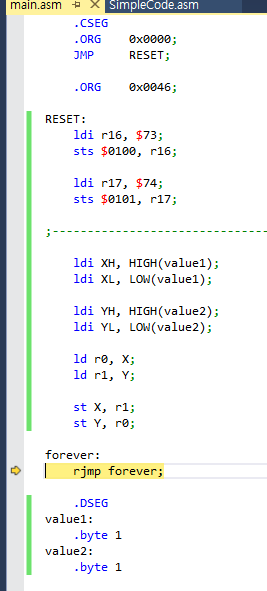 main.asm SimpleCode.asm
.CSEG
.ORG 0x0000;
JMP RESET;
.ORG 0x0046;
RESET:
ldi r16, $73;
sts $0100, r16;
ldi r17, $74;
sts $0101, r17;
;--------------------------------
ldi XH, HIGH(value1);
ldi XL, LOW(value1);
ldi YH, HIGH(value2);
ldi YL, LOW(value2);
ld r0, X;
ld r1, Y;
st X, r1;
st Y, r0;
forever:
rjmp forever;
.DSEG
value1:
.byte 1
value2:
.byte 1